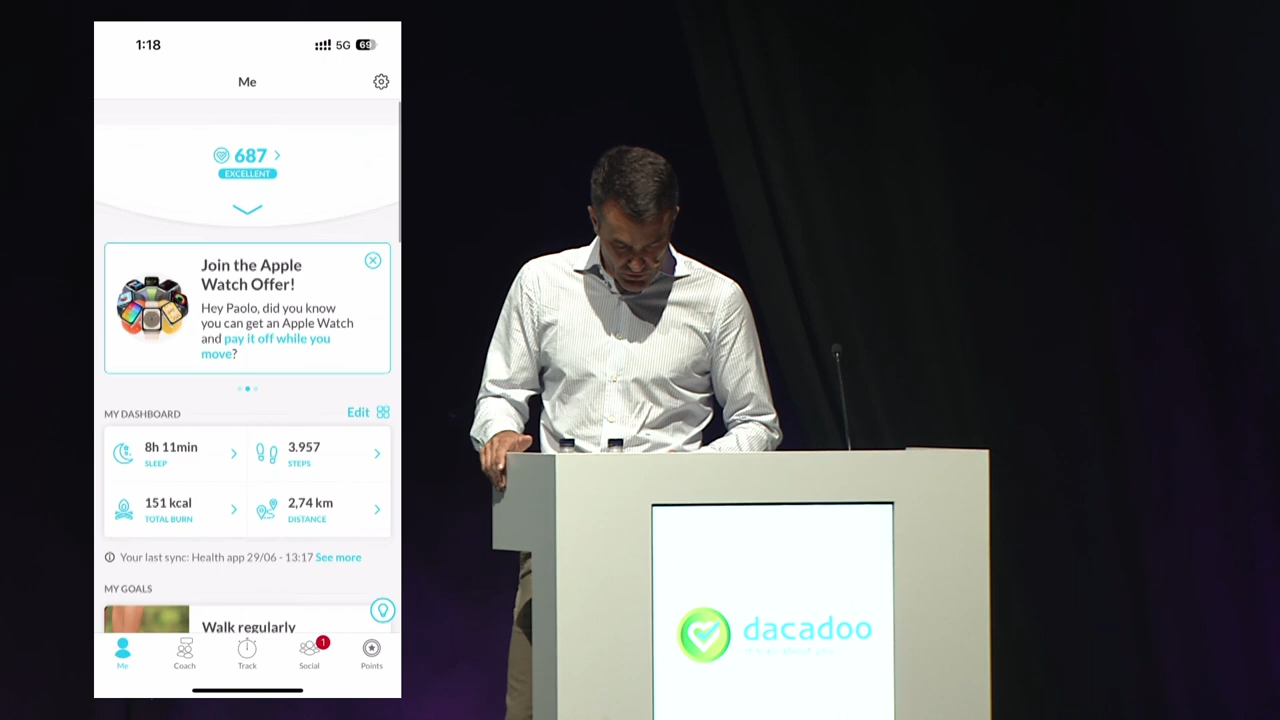 1:18
5G 69
Me
687
EXCELLENT
Join the Apple
Watch Offer!
Hey Paolo, did you know
you can get an Apple Watch
and pay it off while you
move?
MY DASHBOARD
Edit
8h 11min
SLEEP
3.957
STEPS
151 kcal
TOTAL BURN
2,74 km
DISTANCE
Your last sync: Health app 29/06 - 13:17 See more
MY GOALS
Walk regularly
1
Me
Coach
Track
Social
Points
dacadoo